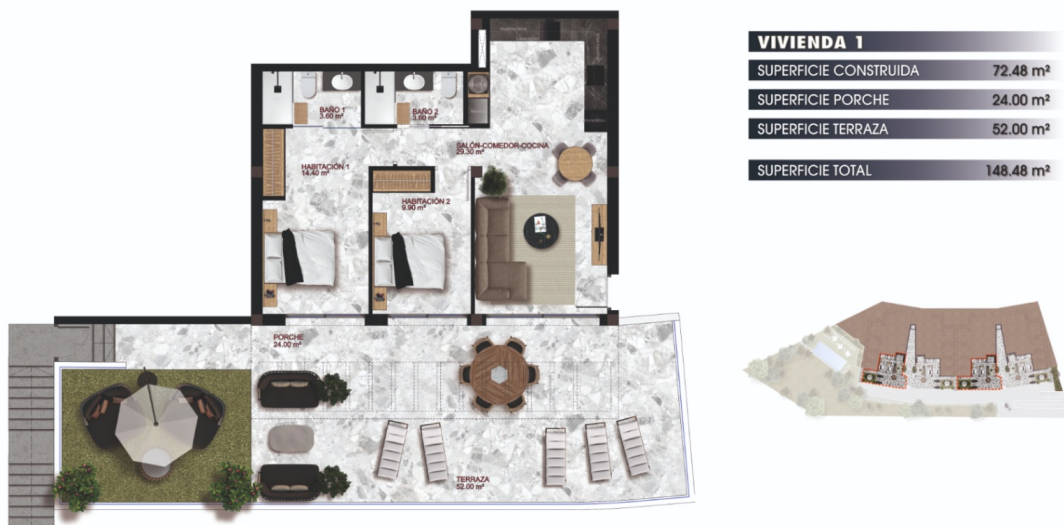 BAÑO 1
3.60 m²
BAÑO 2
3.60 m²
SALÓN-COMEDOR-COCINA
29.30 m²
HABITACIÓN 1
14.40 m²
HABITACIÓN 2
9.90 m²
PORCHE
24.00 m²
TERRAZA
52.00 m²
VIVIENDA 1
SUPERFICIE CONSTRUIDA 72.48 m²
SUPERFICIE PORCHE 24.00 m²
SUPERFICIE TERRAZA 52.00 m²
SUPERFICIE TOTAL 148.48 m²